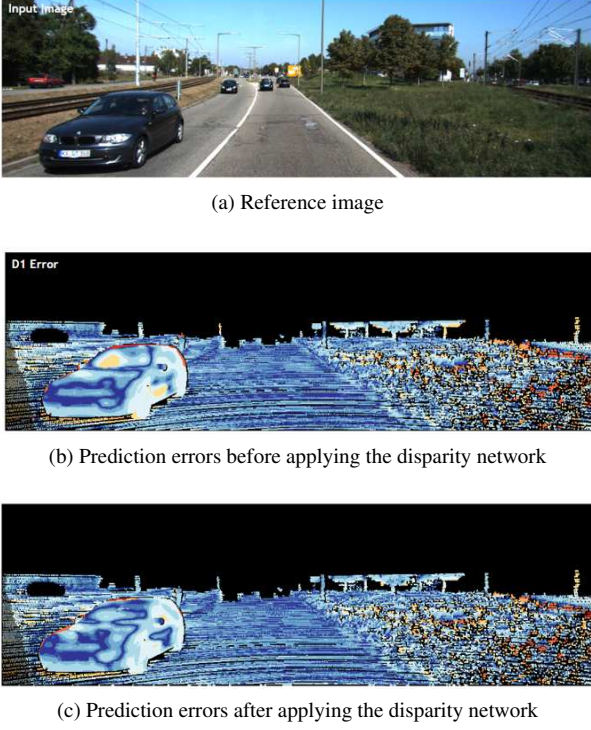 Input Image
(a) Reference image
D1 Error
(b) Prediction errors before applying the disparity network
(c) Prediction errors after applying the disparity network